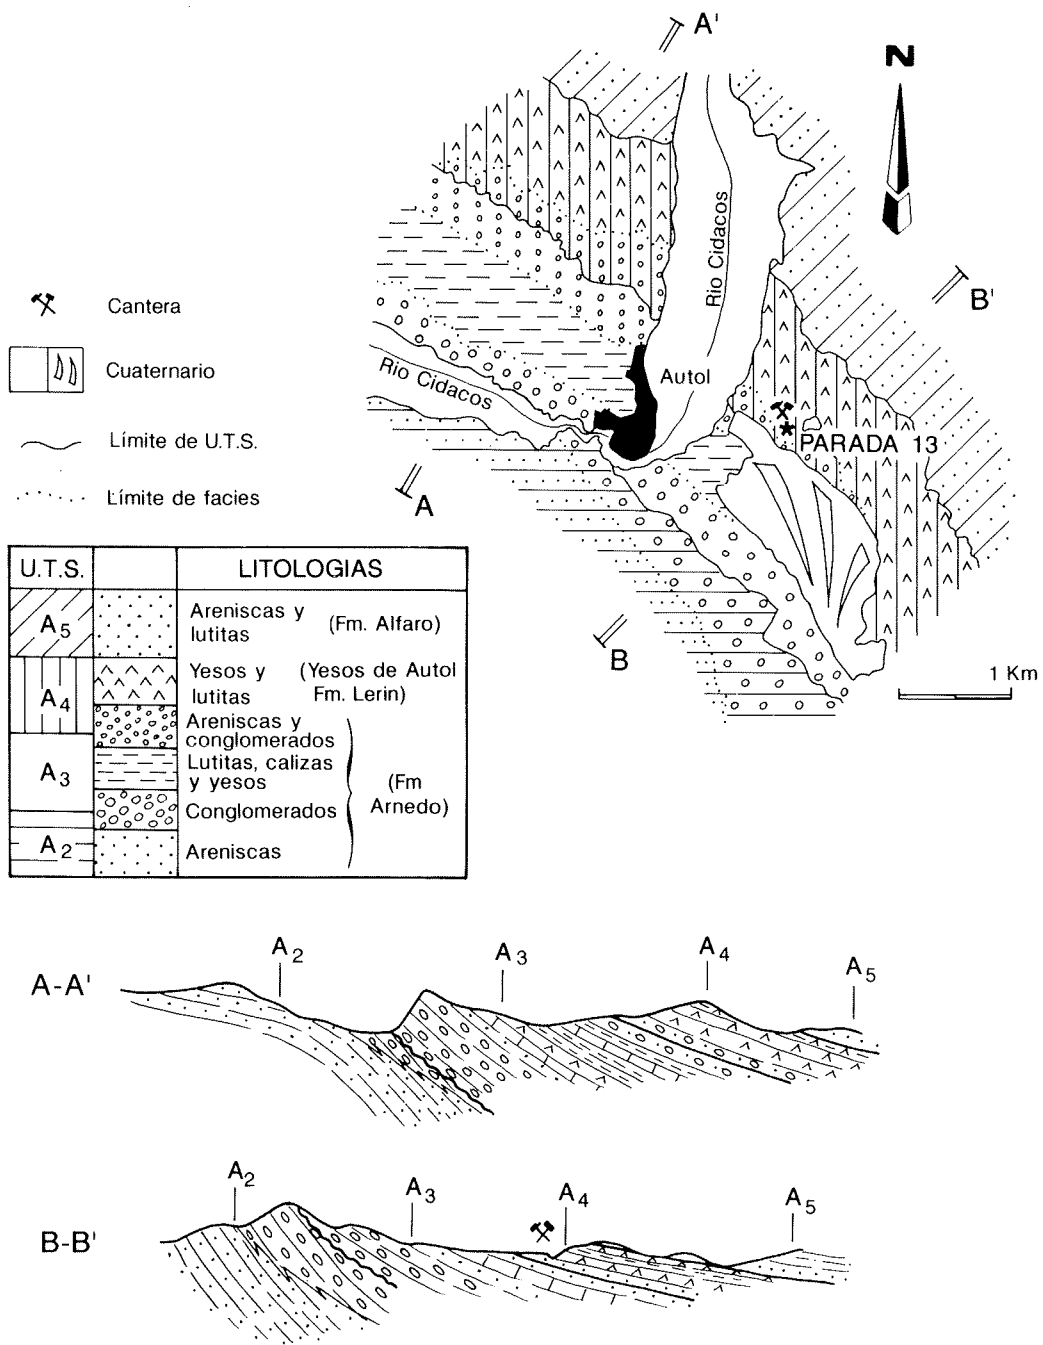 A'
N
Rio Cidacos
B'
Cantera
Cuaternario
Límite de U.T.S.
Límite de facies
Rio Cidacos
Autol
PARADA 13
A
B
1 Km
U.T.S.
LITOLOGIAS
A5
Areniscas y
lutitas
(Fm. Alfaro)
A4
Yesos y
lutitas
(Yesos de Autol
Fm. Lerin)
Areniscas y
conglomerados
A3
Lutitas, calizas
y yesos
Conglomerados
(Fm
Arnedo)
A2
Areniscas
A-A'
A2
A3
A4
A5
B-B'
A2
A3
A4
A5